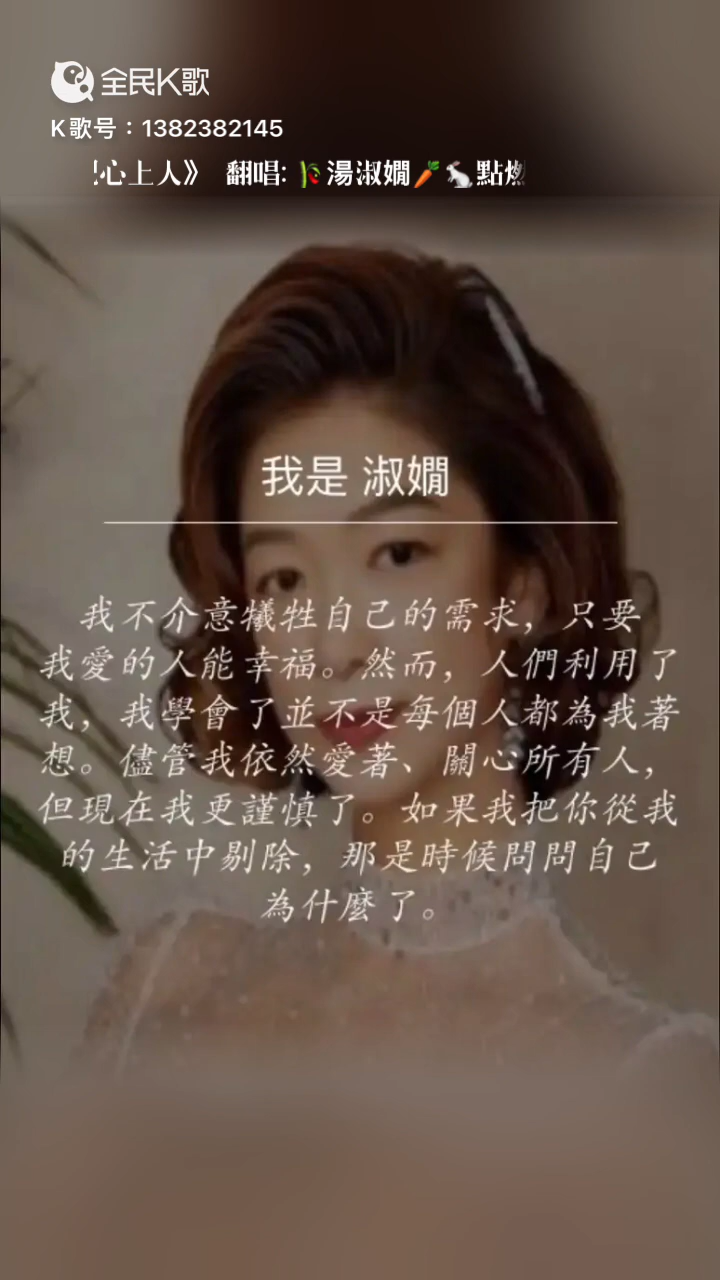 全民K歌
K歌号：1382382145
心上人》 翻唱: 湯淑嫺 點燃
我是 淑嫺
我不介意犧牲自己的需求，只要
我愛的人能幸福。然而，人們利用了
我，我學會了並不是每個人都為我著
想。儘管我依然愛著、關心所有人，
但現在我更謹慎了。如果我把你從我
的生活中剔除，那是時候問問自己
為什麼了。